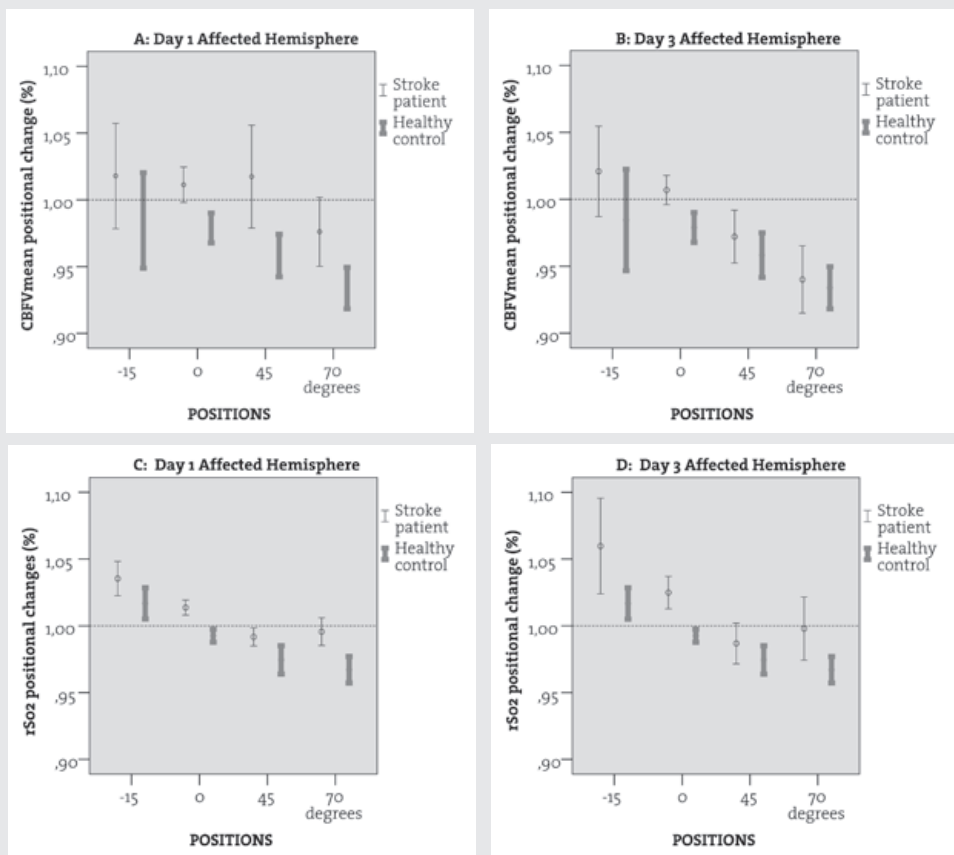 A: Day 1 Affected Hemisphere
CBFVmean positional change (%)
1,10
1,05
1,00
,95
,90
-15
0
45
70
degrees
POSITIONS
Stroke
patient
Healthy
control
B: Day 3 Affected Hemisphere
CBFVmean positional change (%)
1,10
1,05
1,00
,95
,90
-15
0
45
70
degrees
POSITIONS
Stroke
patient
Healthy
control
C: Day 1 Affected Hemisphere
rSo2 positional changes (%)
1,10
1,05
1,00
,95
,90
-15
0
45
70
degrees
POSITIONS
Stroke
patient
Healthy
control
D: Day 3 Affected Hemisphere
rSo2 positional change (%)
1,10
1,05
1,00
,95
,90
-15
0
45
70
degrees
POSITIONS
Stroke
patient
Healthy
control